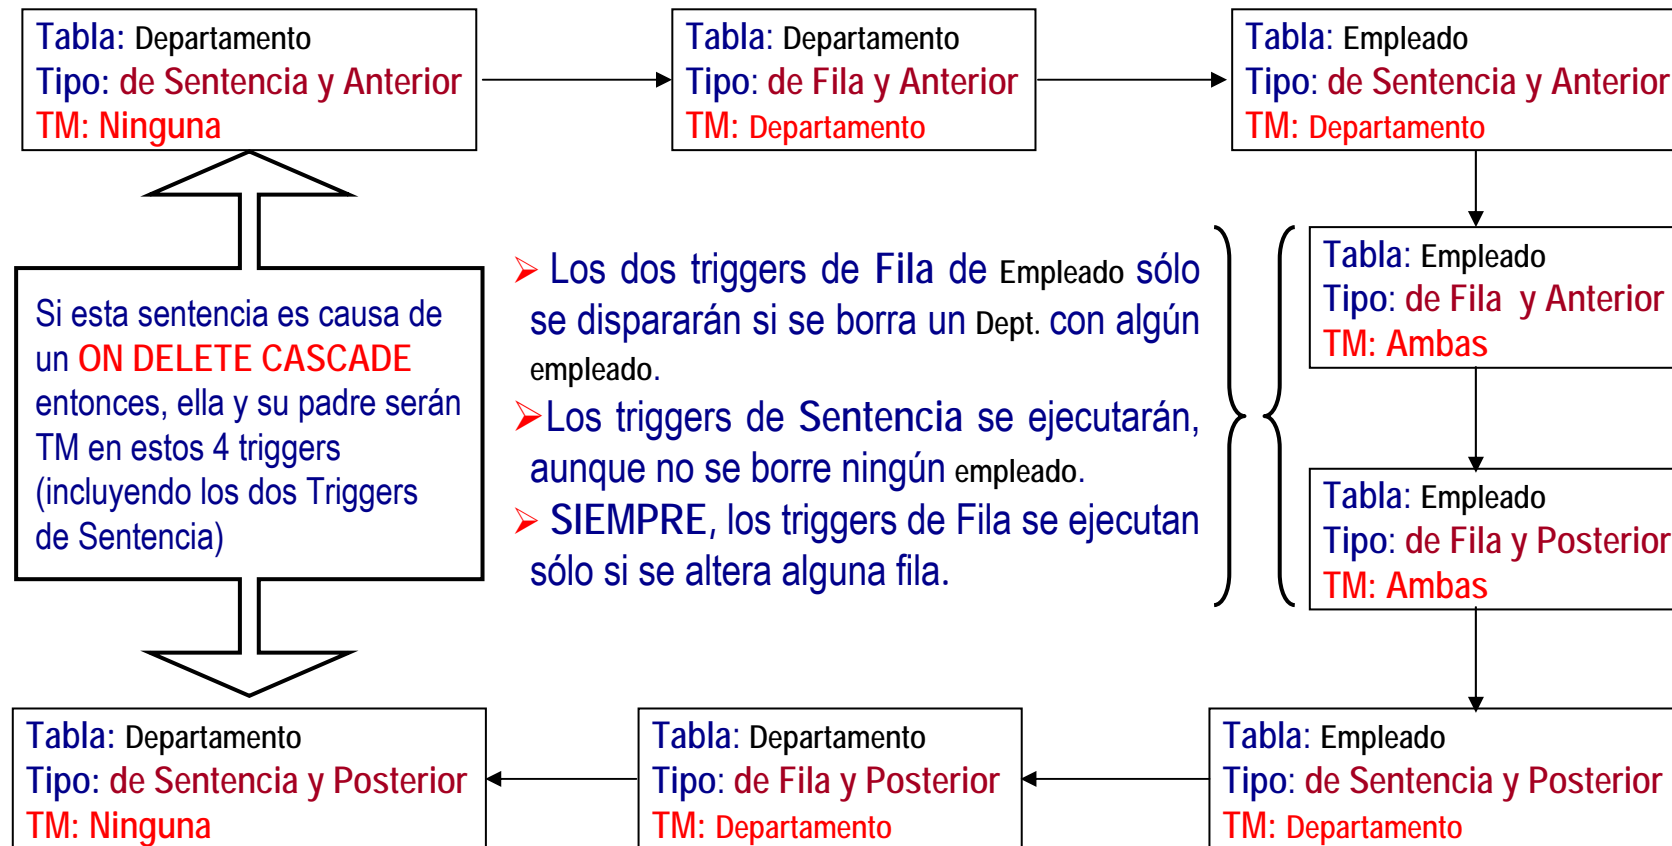 Tabla: Departamento
Tipo: de Sentencia y Anterior
TM: Ninguna
Tabla: Departamento
Tipo: de Fila y Anterior
TM: Departamento
Tabla: Empleado
Tipo: de Sentencia y Anterior
TM: Departamento
Si esta sentencia es causa de
un ON DELETE CASCADE
entonces, ella y su padre serán
TM en estos 4 triggers
(incluyendo los dos Triggers
de Sentencia)
➢ Los dos triggers de Fila de Empleado sólo
se dispararán si se borra un Dept. con algún
empleado.
➢Los triggers de Sentencia se ejecutarán,
aunque no se borre ningún empleado.
➢ SIEMPRE, los triggers de Fila se ejecutan
sólo si se altera alguna fila.
Tabla: Empleado
Tipo: de Fila y Anterior
TM: Ambas
Tabla: Empleado
Tipo: de Fila y Posterior
TM: Ambas
Tabla: Departamento
Tipo: de Sentencia y Posterior
TM: Ninguna
Tabla: Departamento
Tipo: de Fila y Posterior
TM: Departamento
Tabla: Empleado
Tipo: de Sentencia y Posterior
TM: Departamento